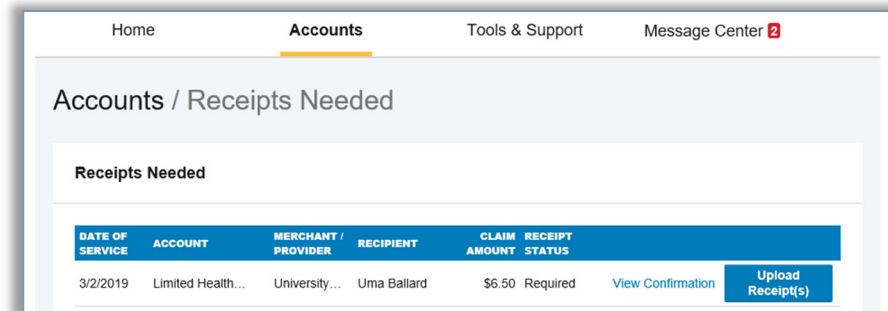 Home Accounts Tools & Support Message Center 2
Accounts / Receipts Needed
Receipts Needed
DATE OF SERVICE ACCOUNT MERCHANT / PROVIDER RECIPIENT CLAIM AMOUNT RECEIPT STATUS
3/2/2019 Limited Health... University... Uma Ballard $6.50 Required View Confirmation Upload Receipt(s)